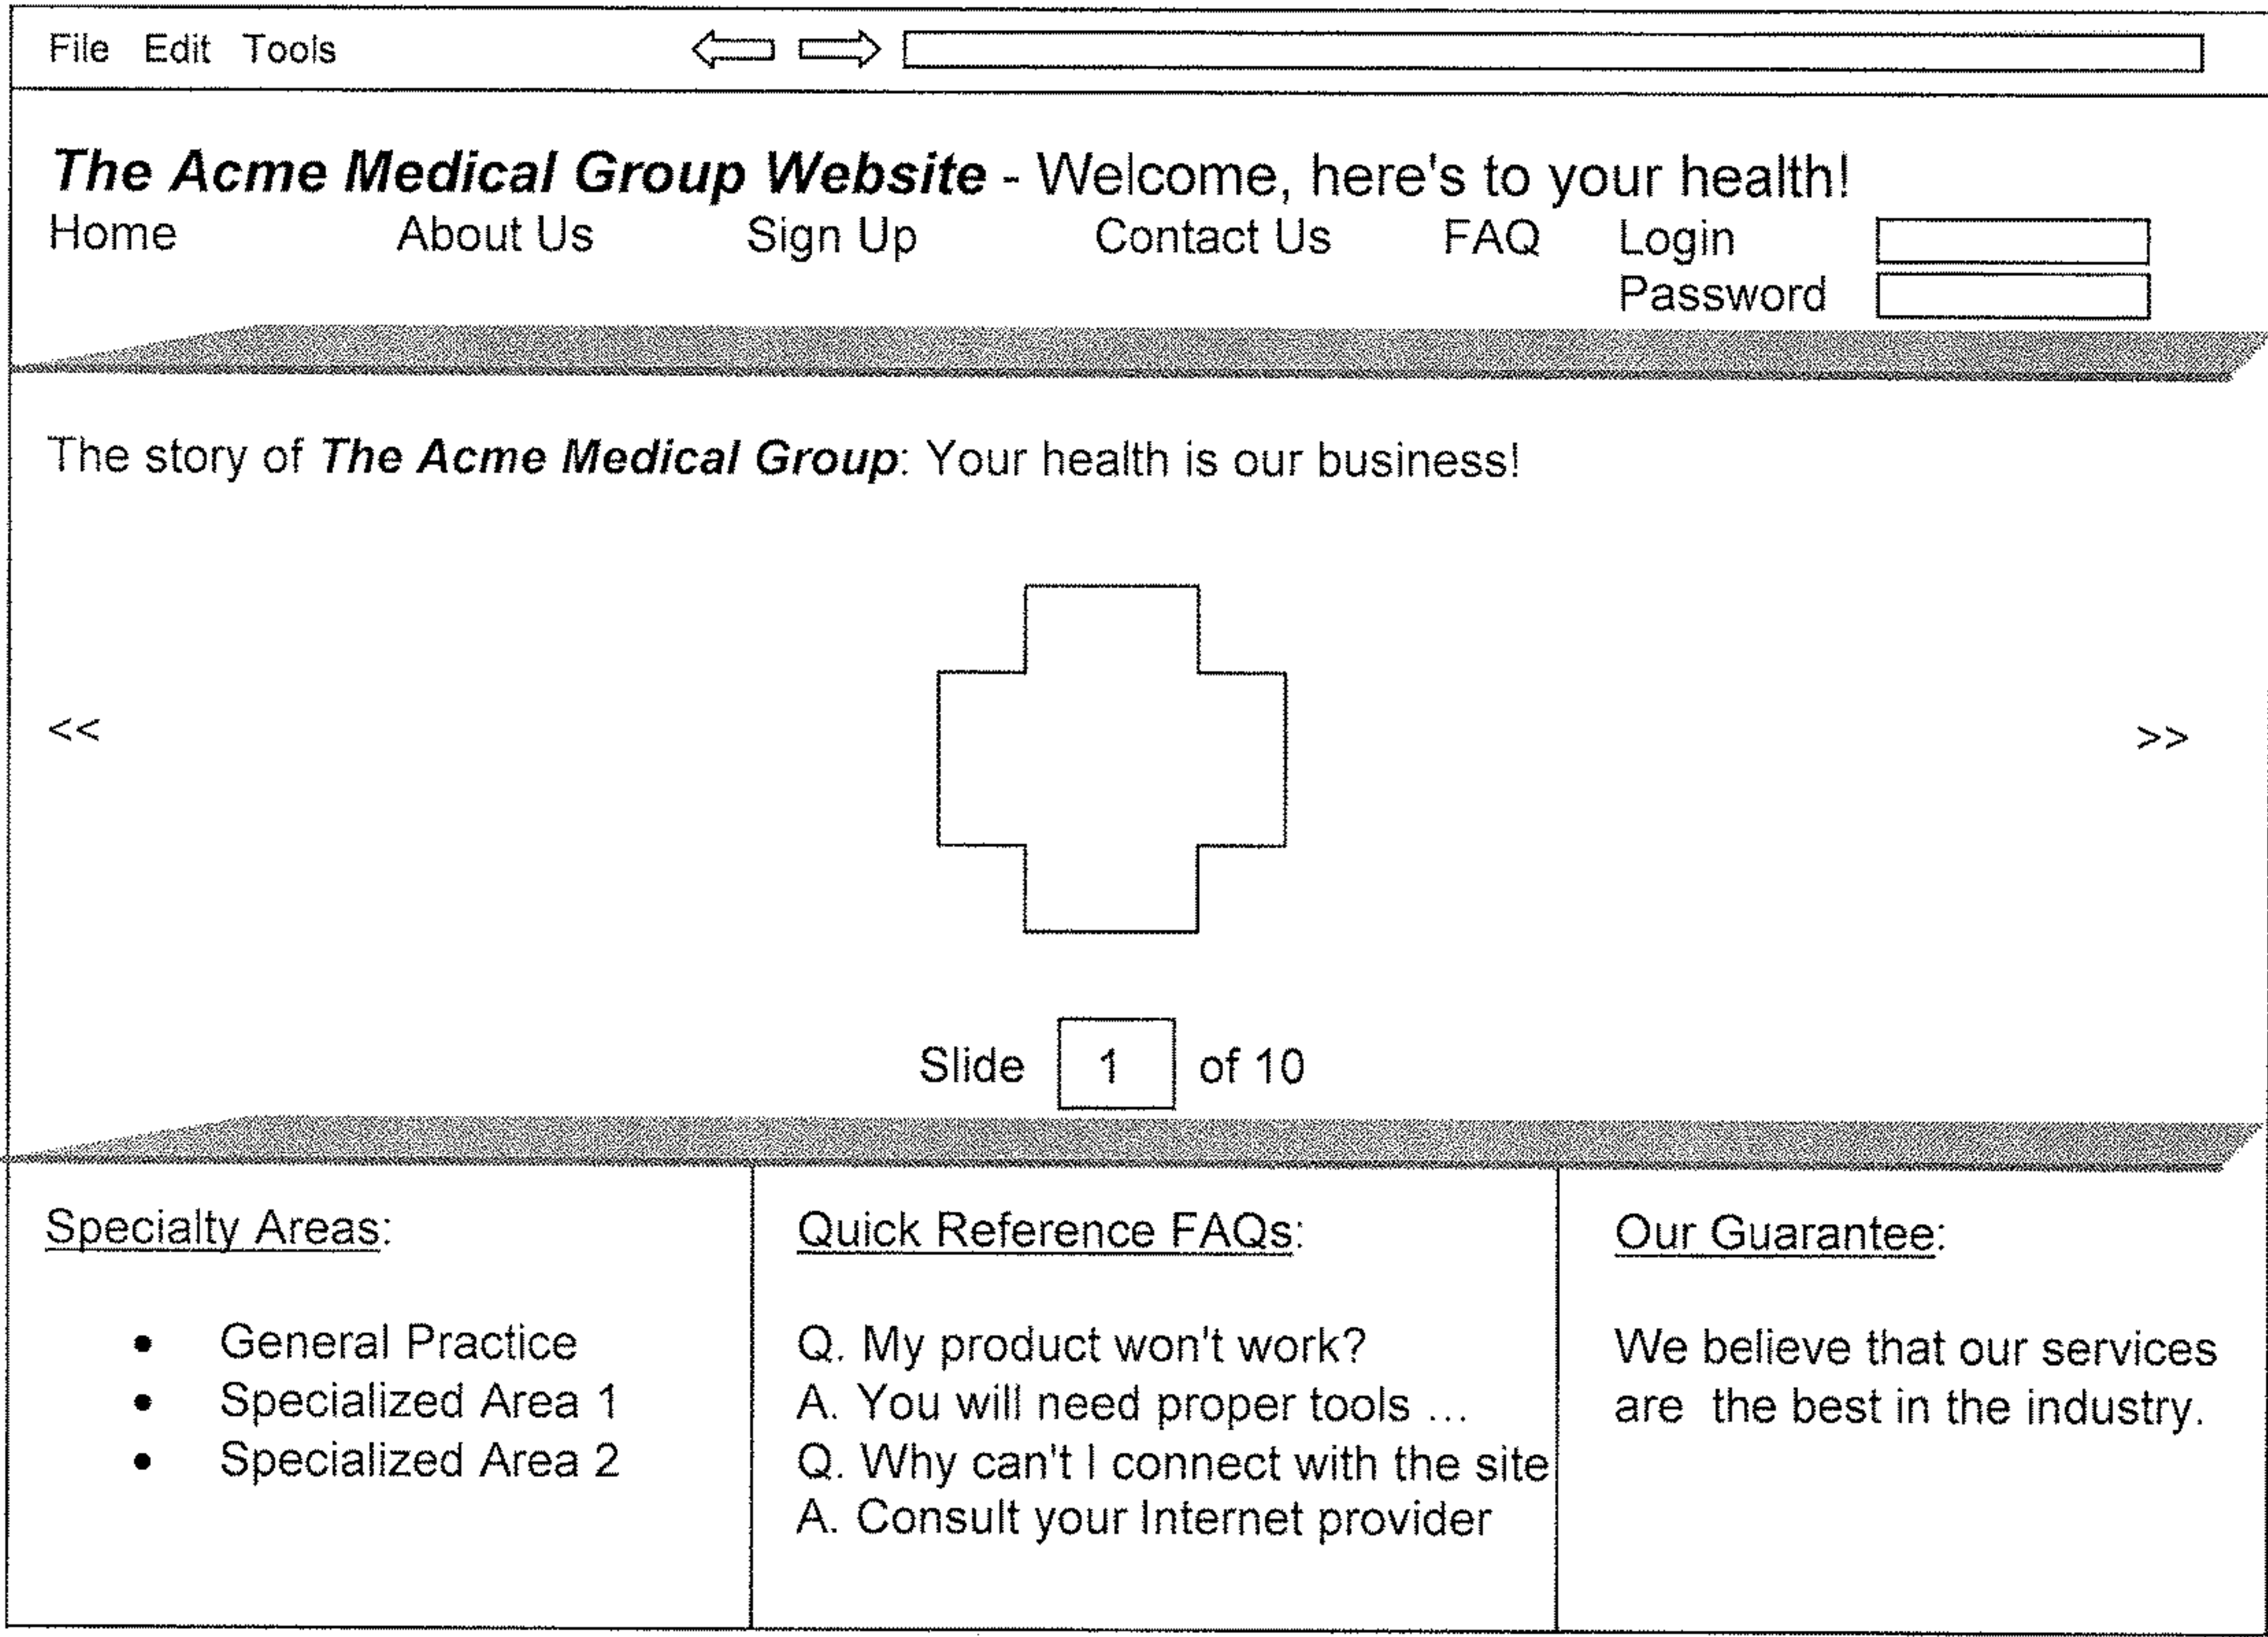 File Edit Tools
The Acme Medical Group Website - Welcome, here's to your health!
Home About Us Sign Up Contact Us FAQ Login
Password
The story of The Acme Medical Group: Your health is our business!
<< >>
Slide 1 of 10
Specialty Areas:
• General Practice
• Specialized Area 1
• Specialized Area 2
Quick Reference FAQs:
Q. My product won't work?
A. You will need proper tools ...
Q. Why can't I connect with the site
A. Consult your Internet provider
Our Guarantee:
We believe that our services
are the best in the industry.